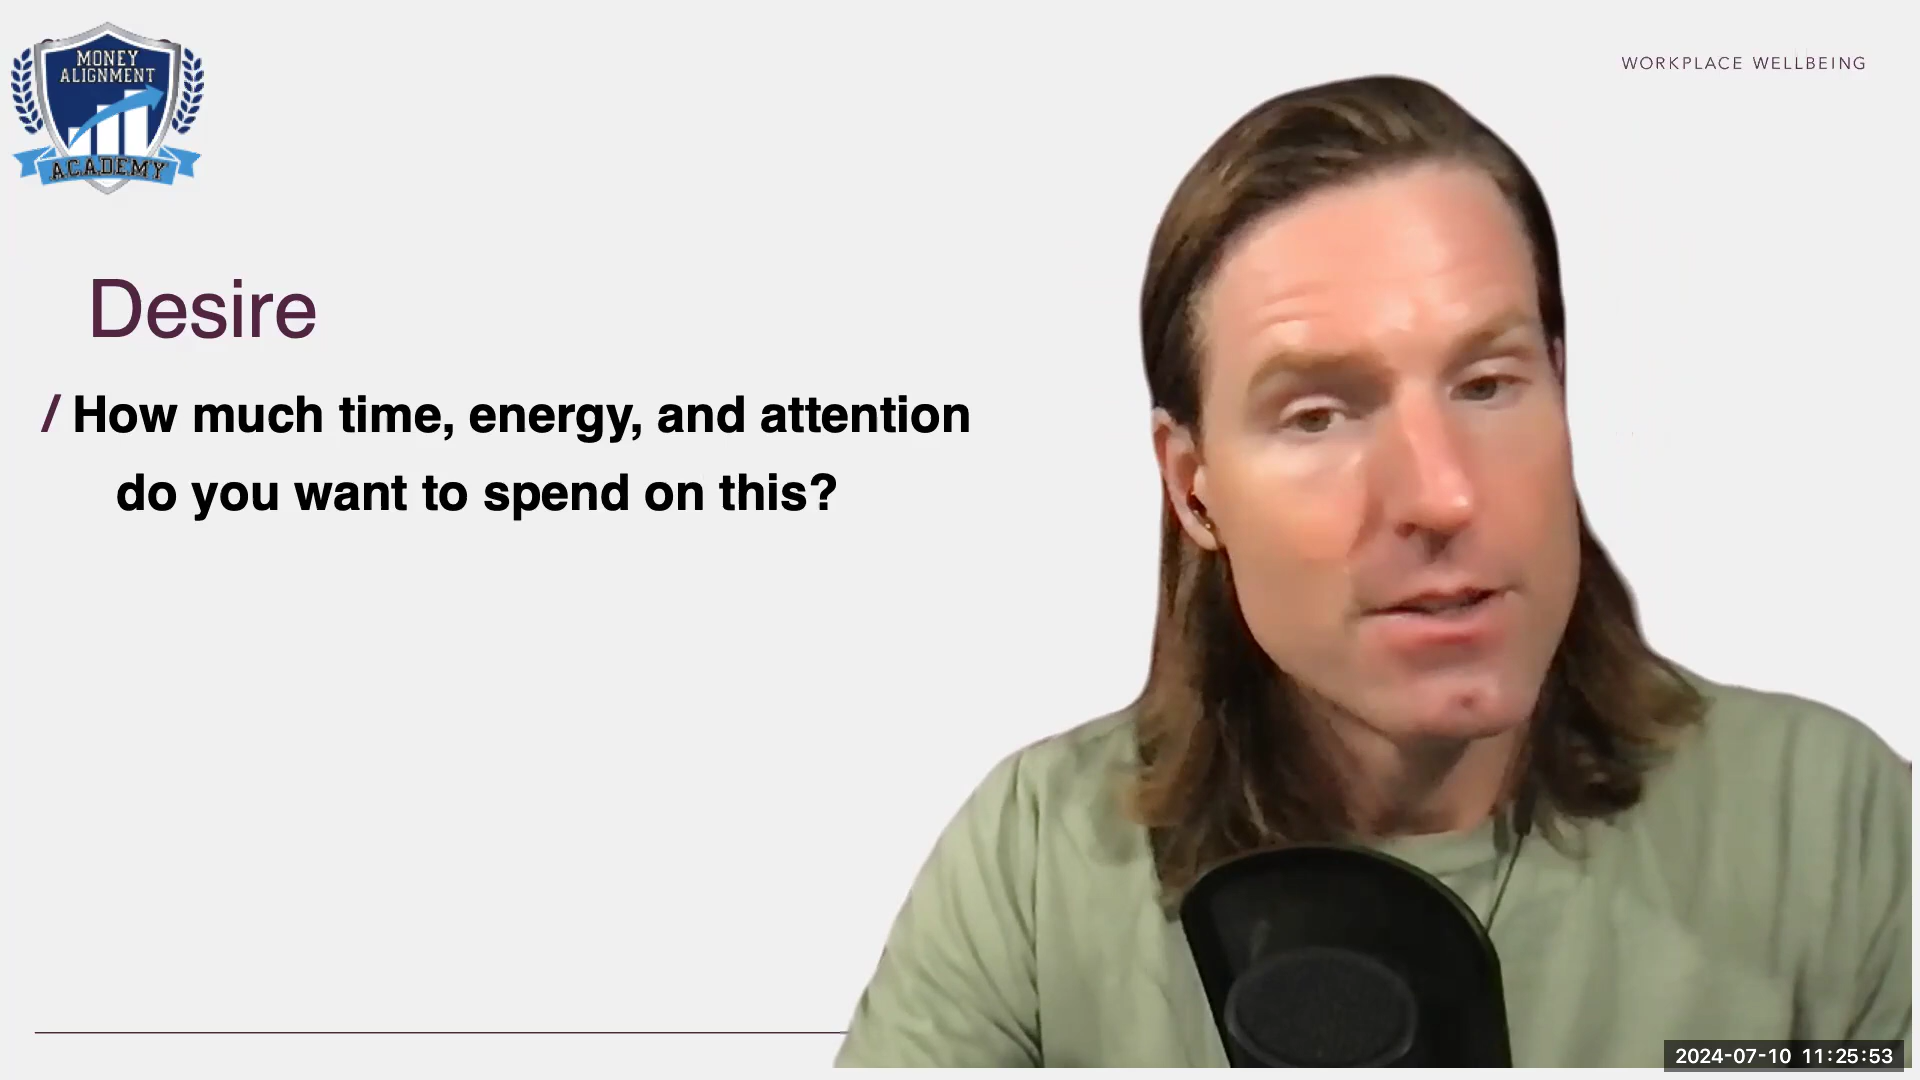 MONEY
ALIGNMENT
ACADEMY
WORKPLACE WELLBEING
Desire
/ How much time, energy, and attention
do you want to spend on this?
2024-07-10 11:25:53